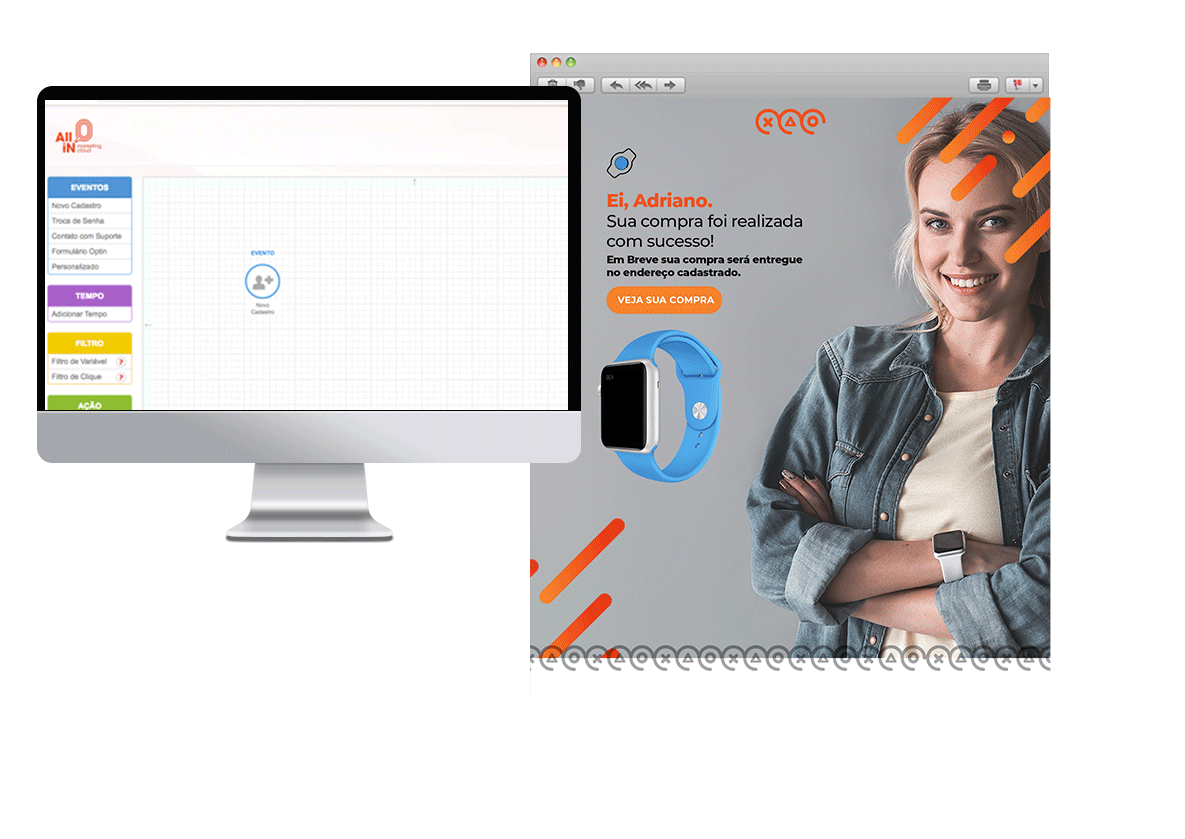 All
iN marketing
cloud
EVENTOS
Novo Cadastro
Troca de Senha
Contato com Suporte
Formulário Optin
Personalizado
TEMPO
Adicionar Tempo
FILTRO
Filtro de Variável ?
Filtro de Clique ?
AÇÃO
EVENTO
Novo
Cadastro
Ei, Adriano.
Sua compra foi realizada
com sucesso!
Em Breve sua compra será entregue
no endereço cadastrado.
VEJA SUA COMPRA